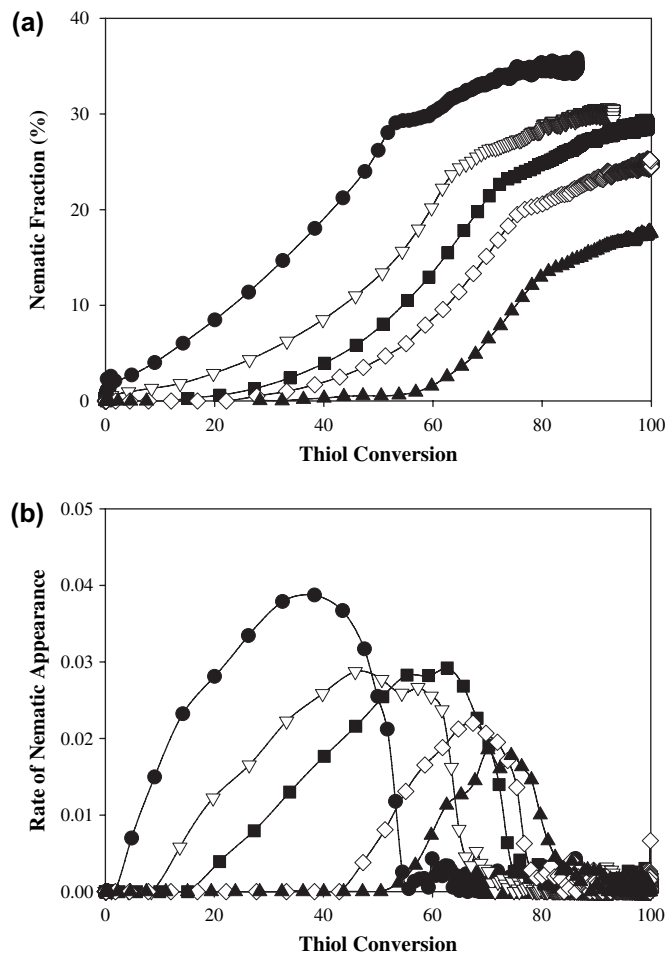 (a)
40
30
20
10
0
Nematic Fraction (%)
0 20 40 60 80 100
Thiol Conversion
(b)
0.05
0.04
0.03
0.02
0.01
0.00
Rate of Nematic Appearance
0 20 40 60 80 100
Thiol Conversion